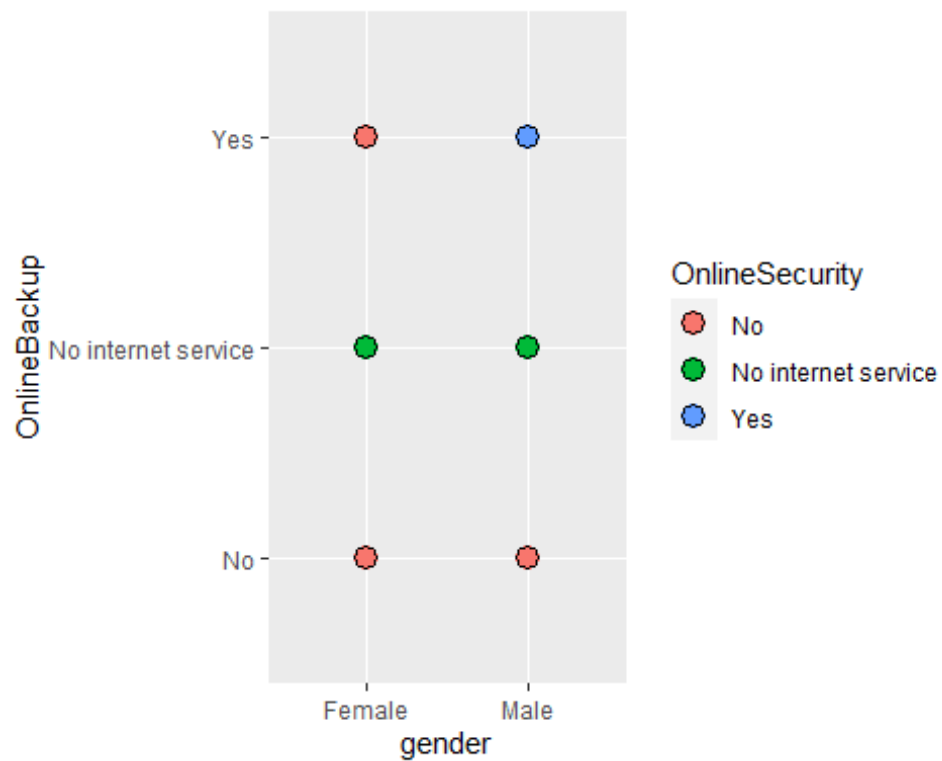 Yes
No internet service
No
OnlineBackup
Female Male
gender
OnlineSecurity
No
No internet service
Yes